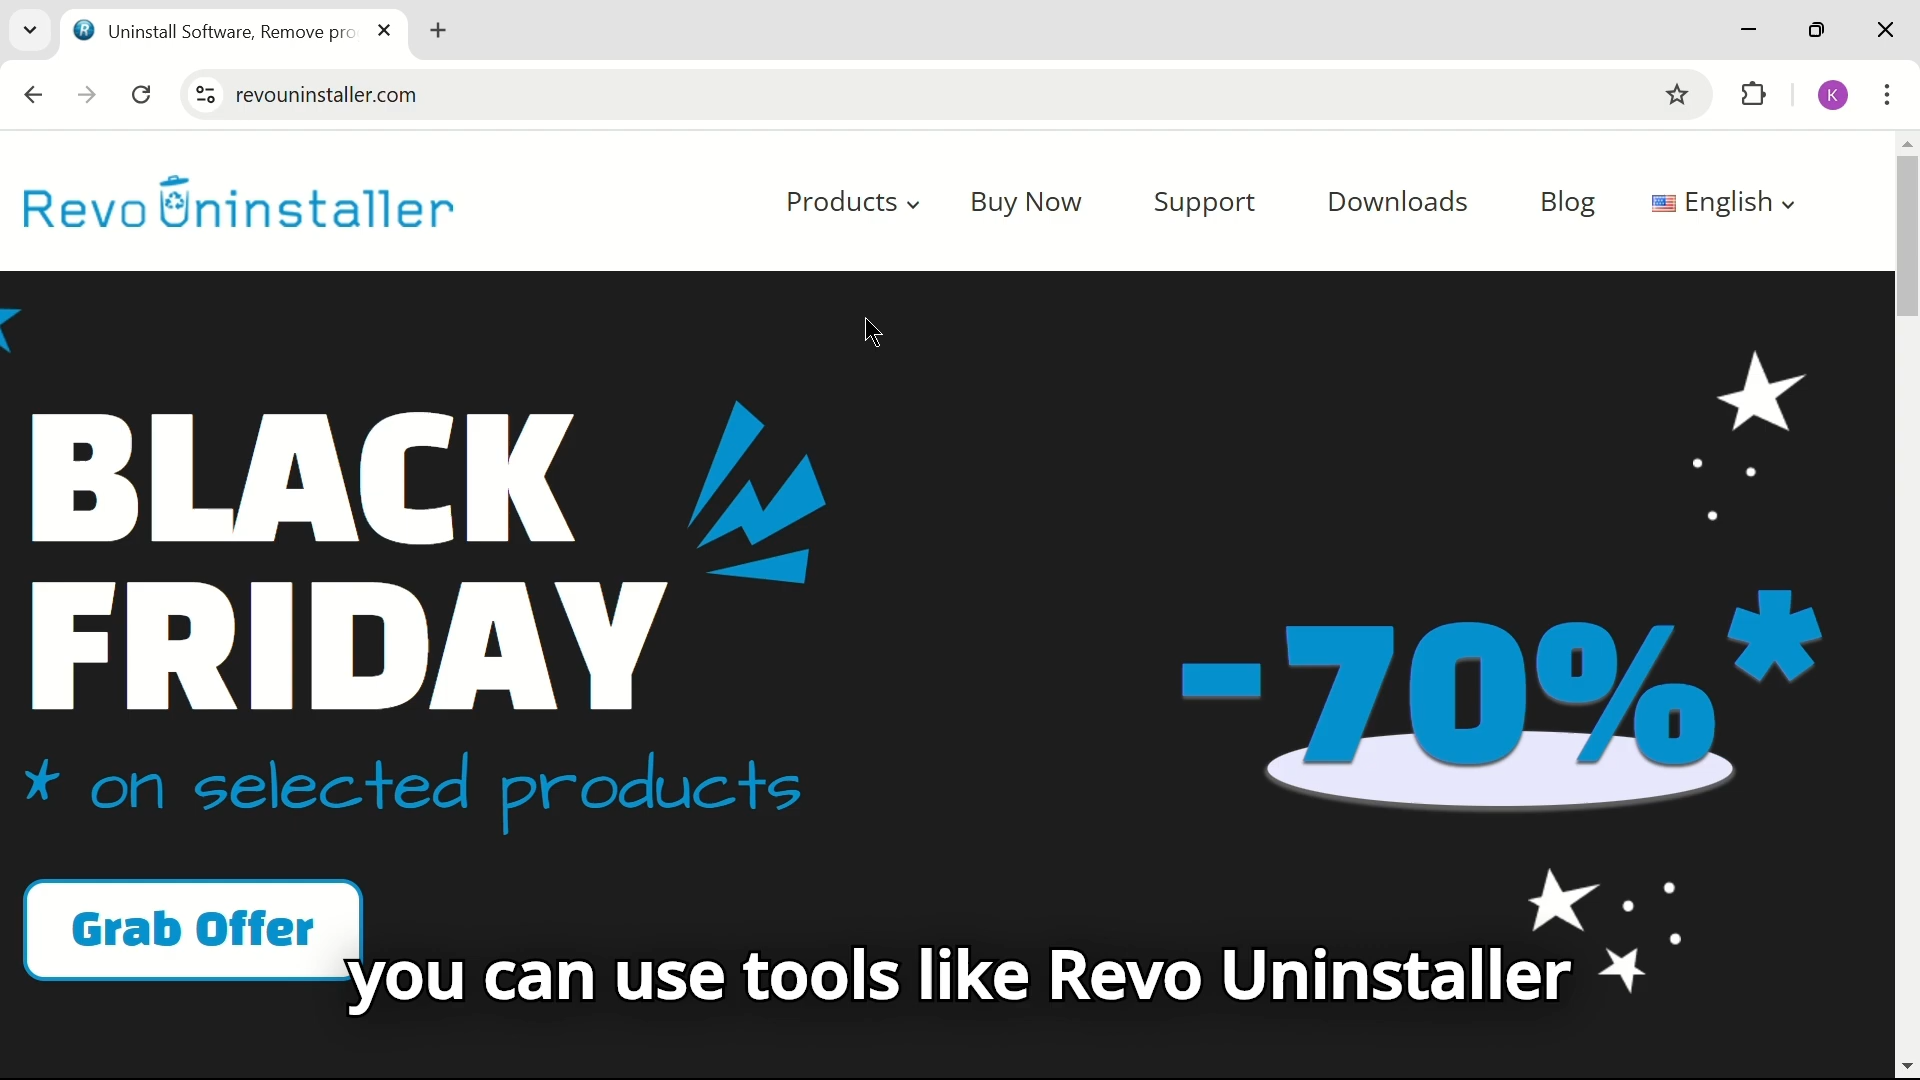 Uninstall Software, Remove pro
revouninstaller.com
K
Revo Uninstaller
Products
Buy Now
Support
Downloads
Blog
English
BLACK
FRIDAY
* on selected products
-70%*
Grab Offer
you can use tools like Revo Uninstaller